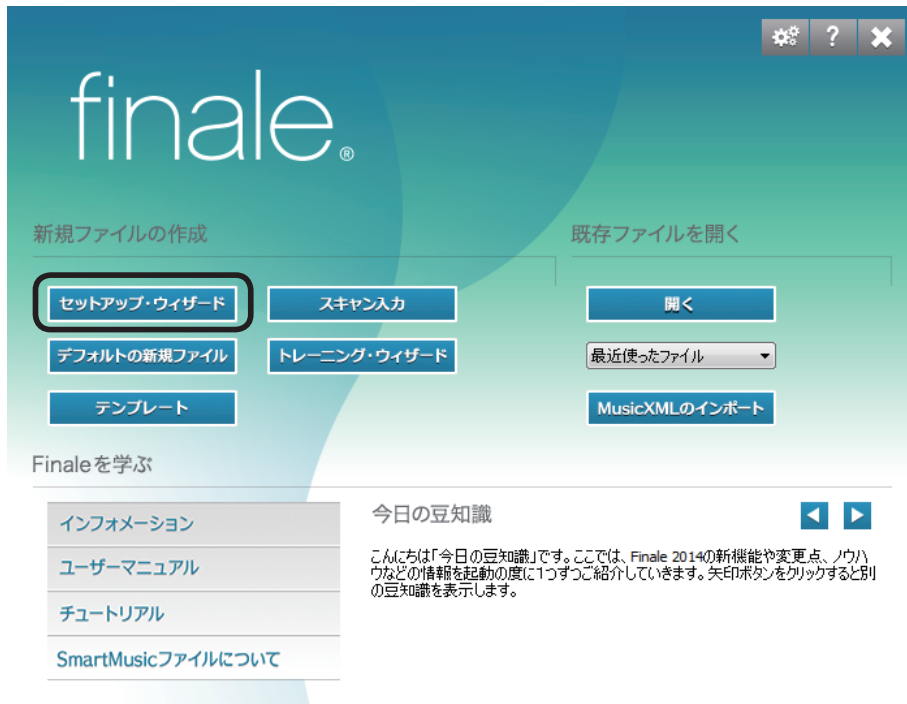 ?
finale®
新規ファイルの作成
既存ファイルを開く
セットアップ・ウィザード
スキャン入力
開く
デフォルトの新規ファイル
トレーニング・ウィザード
最近使ったファイル
テンプレート
MusicXMLのインポート
Finaleを学ぶ
インフォメーション
ユーザーマニュアル
チュートリアル
SmartMusicファイルについて
今日の豆知識
こんにちは「今日の豆知識」です。ここでは、Finale 2014の新機能や変更点、ノウハ
ウなどの情報を起動の度に1つずつご紹介していきます。矢印ボタンをクリックすると別
の豆知識を表示します。